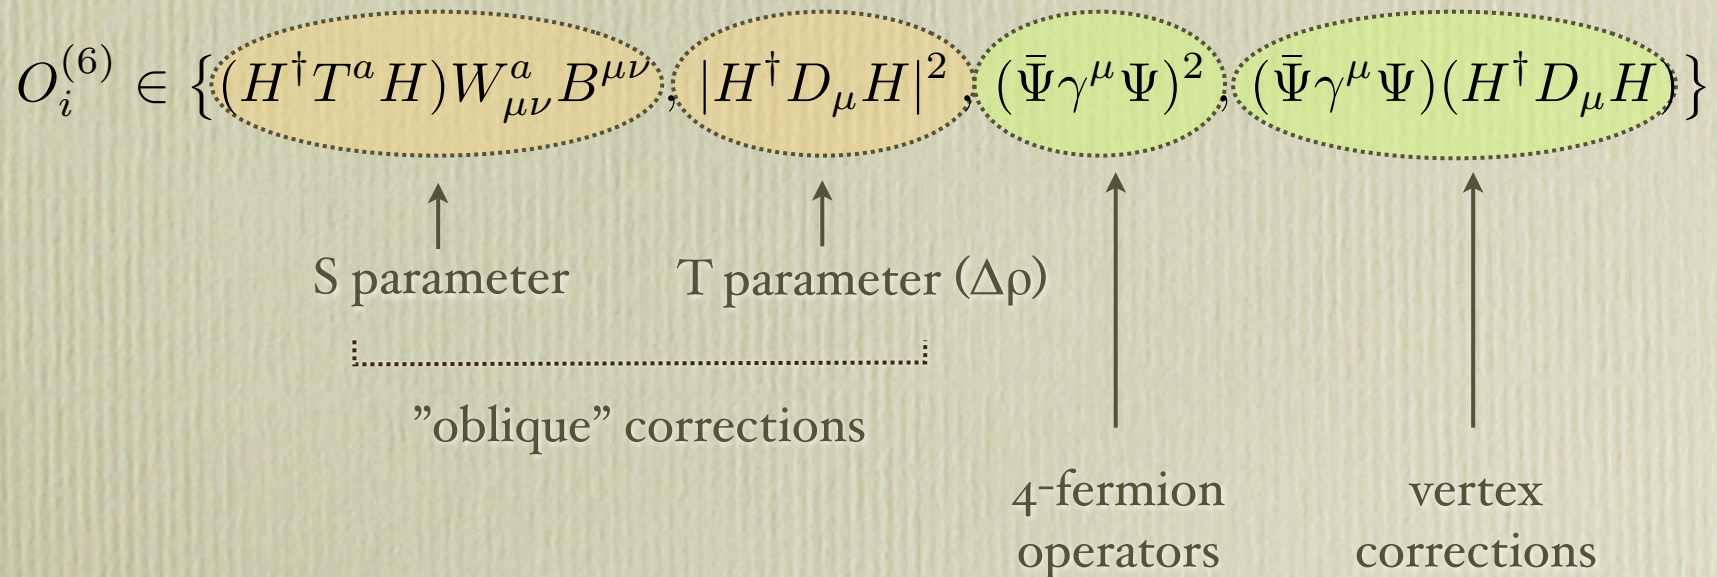 O_i^{(6)} ∈ {(H†T^aH)W^a_{μν}B^{μν}, |H†D_μH|², (Ψ̄γ^μΨ)², (Ψ̄γ^μΨ)(H†D_μH)}
S parameter T parameter (Δρ)
”oblique” corrections
4-fermion vertex
operators corrections